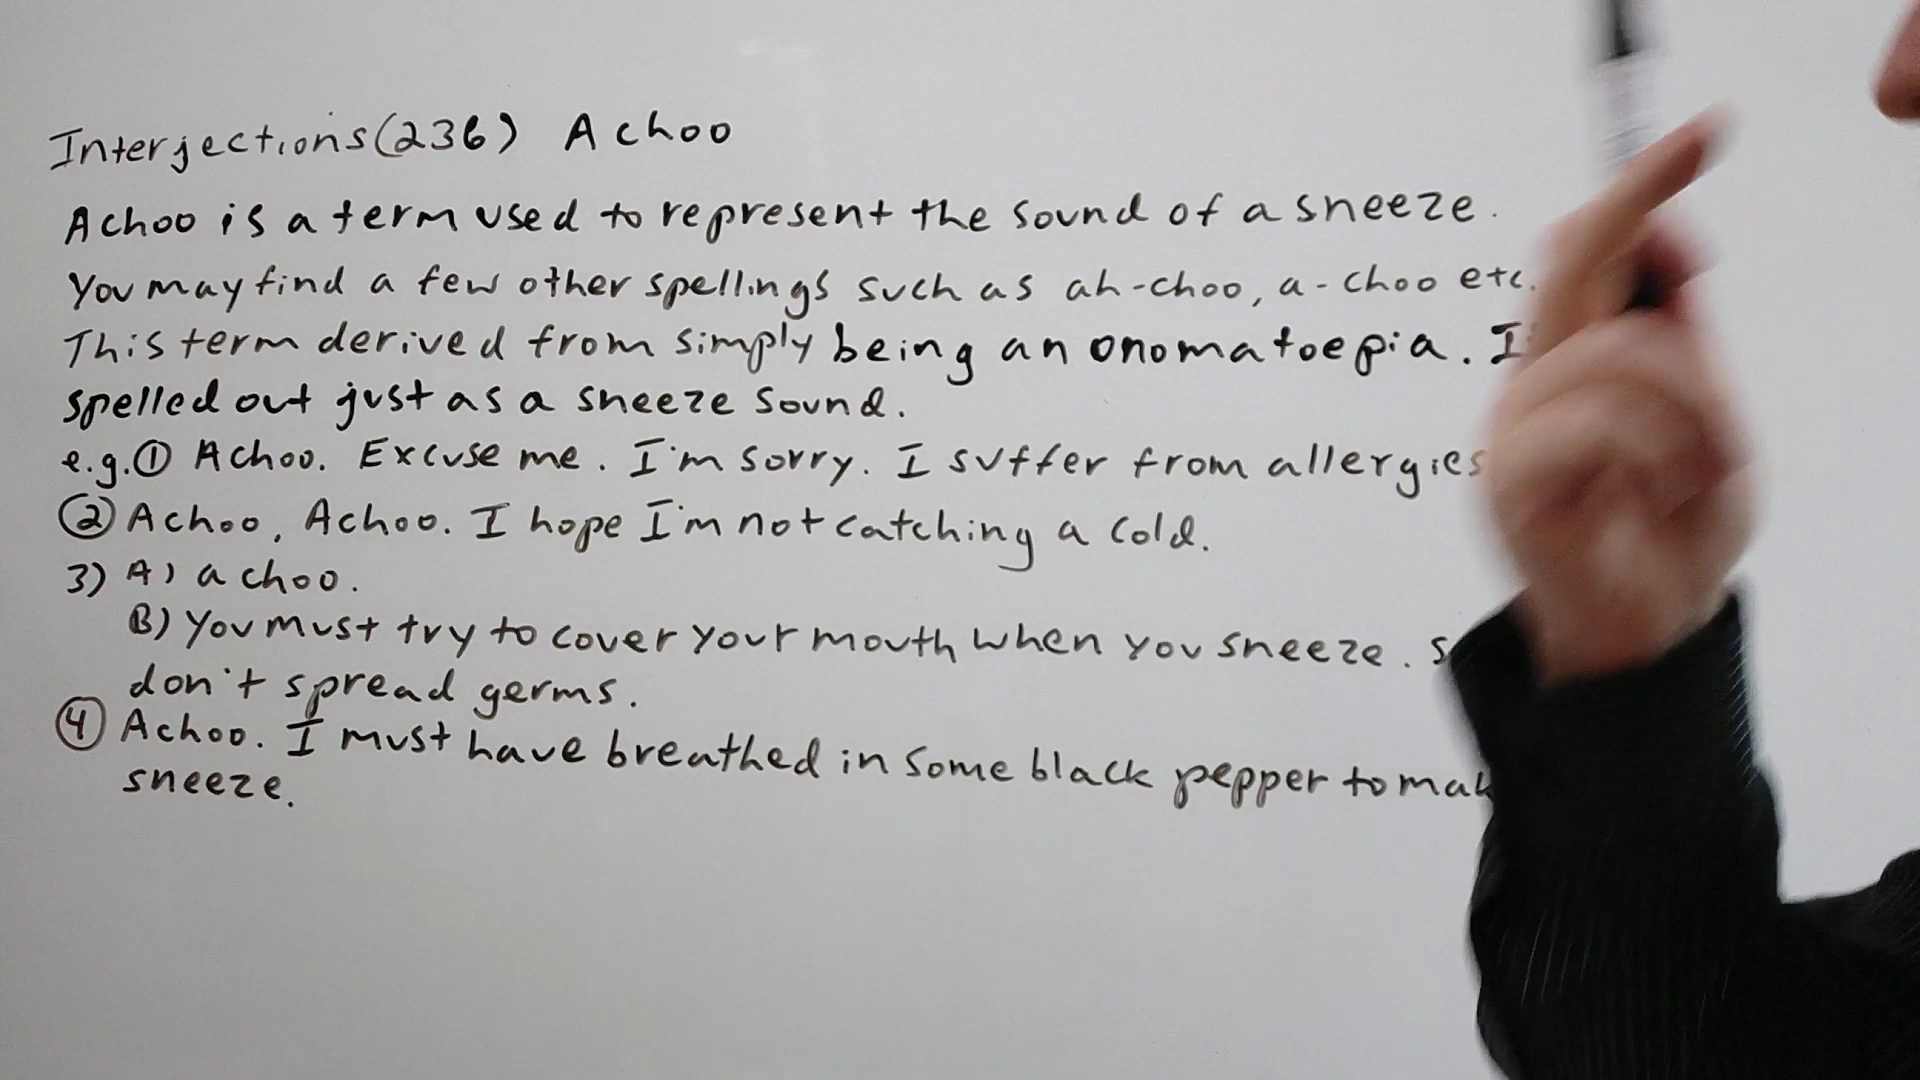 Interjections (236) Achoo
Achoo is a term used to represent the sound of a sneeze.
You may find a few other spellings such as ah-choo, a-choo etc.
This term derived from simply being an onomatoepia.
spelled out just as a sneeze sound.
e.g. ① Achoo. Excuse me. I'm sorry. I suffer from allergies
② Achoo, Achoo. I hope I'm not catching a cold.
3) A) achoo.
B) You must try to cover your mouth when you sneeze.
don't spread germs.
④ Achoo. I must have breathed in some black pepper to
sneeze.